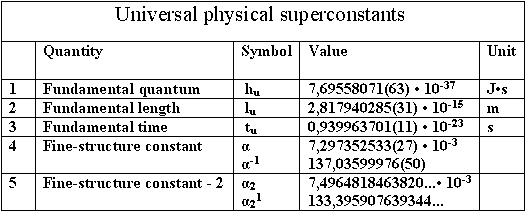 Universal physical superconstants
Quantity Symbol Value Unit
1 Fundamental quantum hu 7,69558071(63) • 10-37 J•s
2 Fundamental length lu 2,817940285(31) • 10-15 m
3 Fundamental time tu 0,939963701(11) • 10-23 s
4 Fine-structure constant α 7,297352533(27) • 10-3
α-1 137,03599976(50)
5 Fine-structure constant - 2 α2 7,4964818463820...• 10-3
α21 133,395907639344...